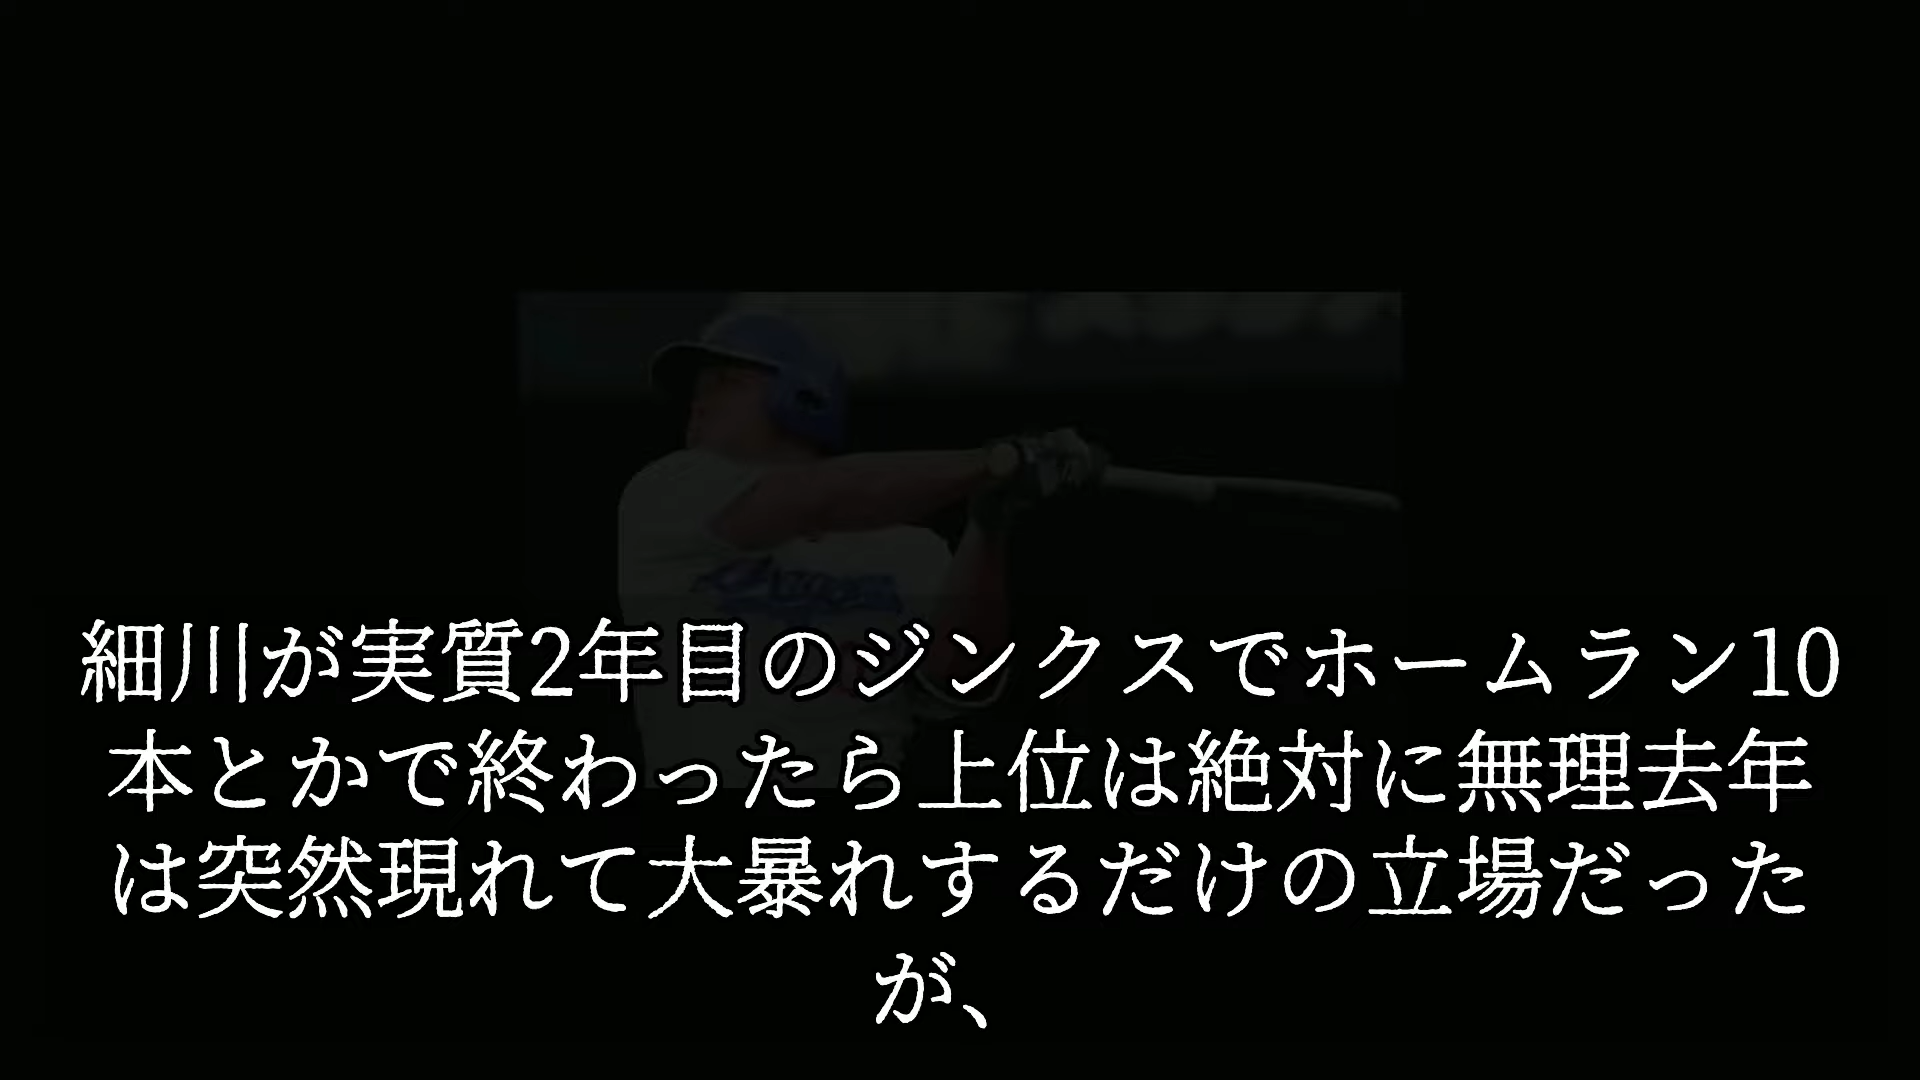 細川が実質2年目のジンクスでホームラン10
本とかで終わったら上位は絶対に無理去年
は突然現れて大暴れするだけの立場だった
が、